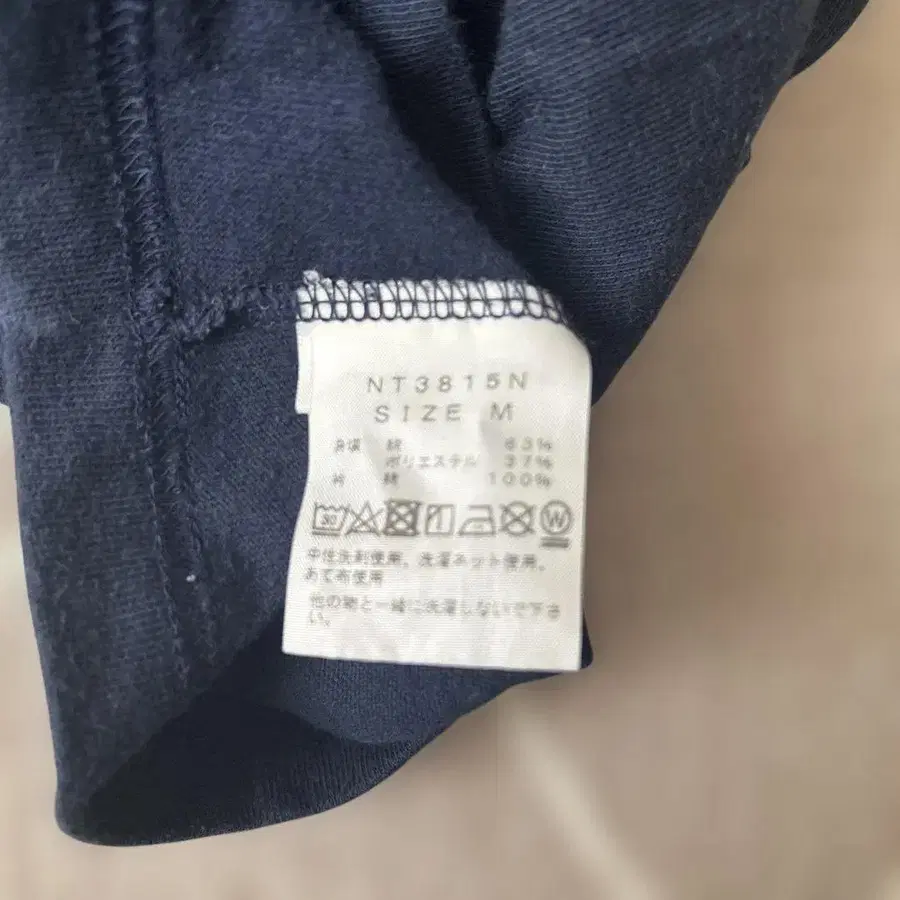 NT3815N
SIZE M
身頃 綿 63%
ポリエステル 37%
衿 綿 100%
30 W
中性洗剤使用。洗濯ネット使用。
あて布使用
他の物と一緒に洗濯しないで下さ
い。